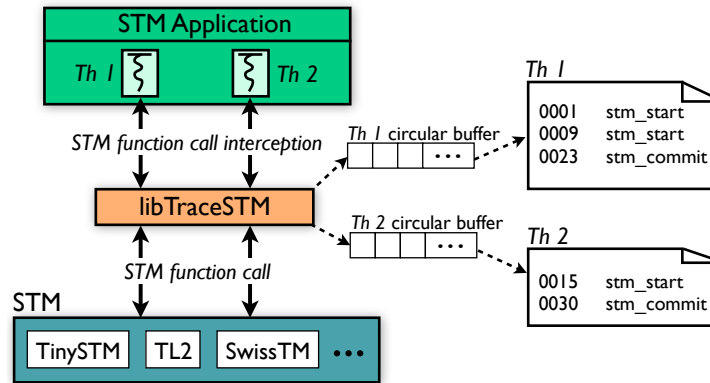 STM Application
Th 1
Th 2
STM function call interception
libTraceSTM
STM function call
STM
TinySTM
TL2
SwissTM
•••
Th 1 circular buffer
•••
Th 2 circular buffer
•••
Th 1
0001 stm_start
0009 stm_start
0023 stm_commit
Th 2
0015 stm_start
0030 stm_commit